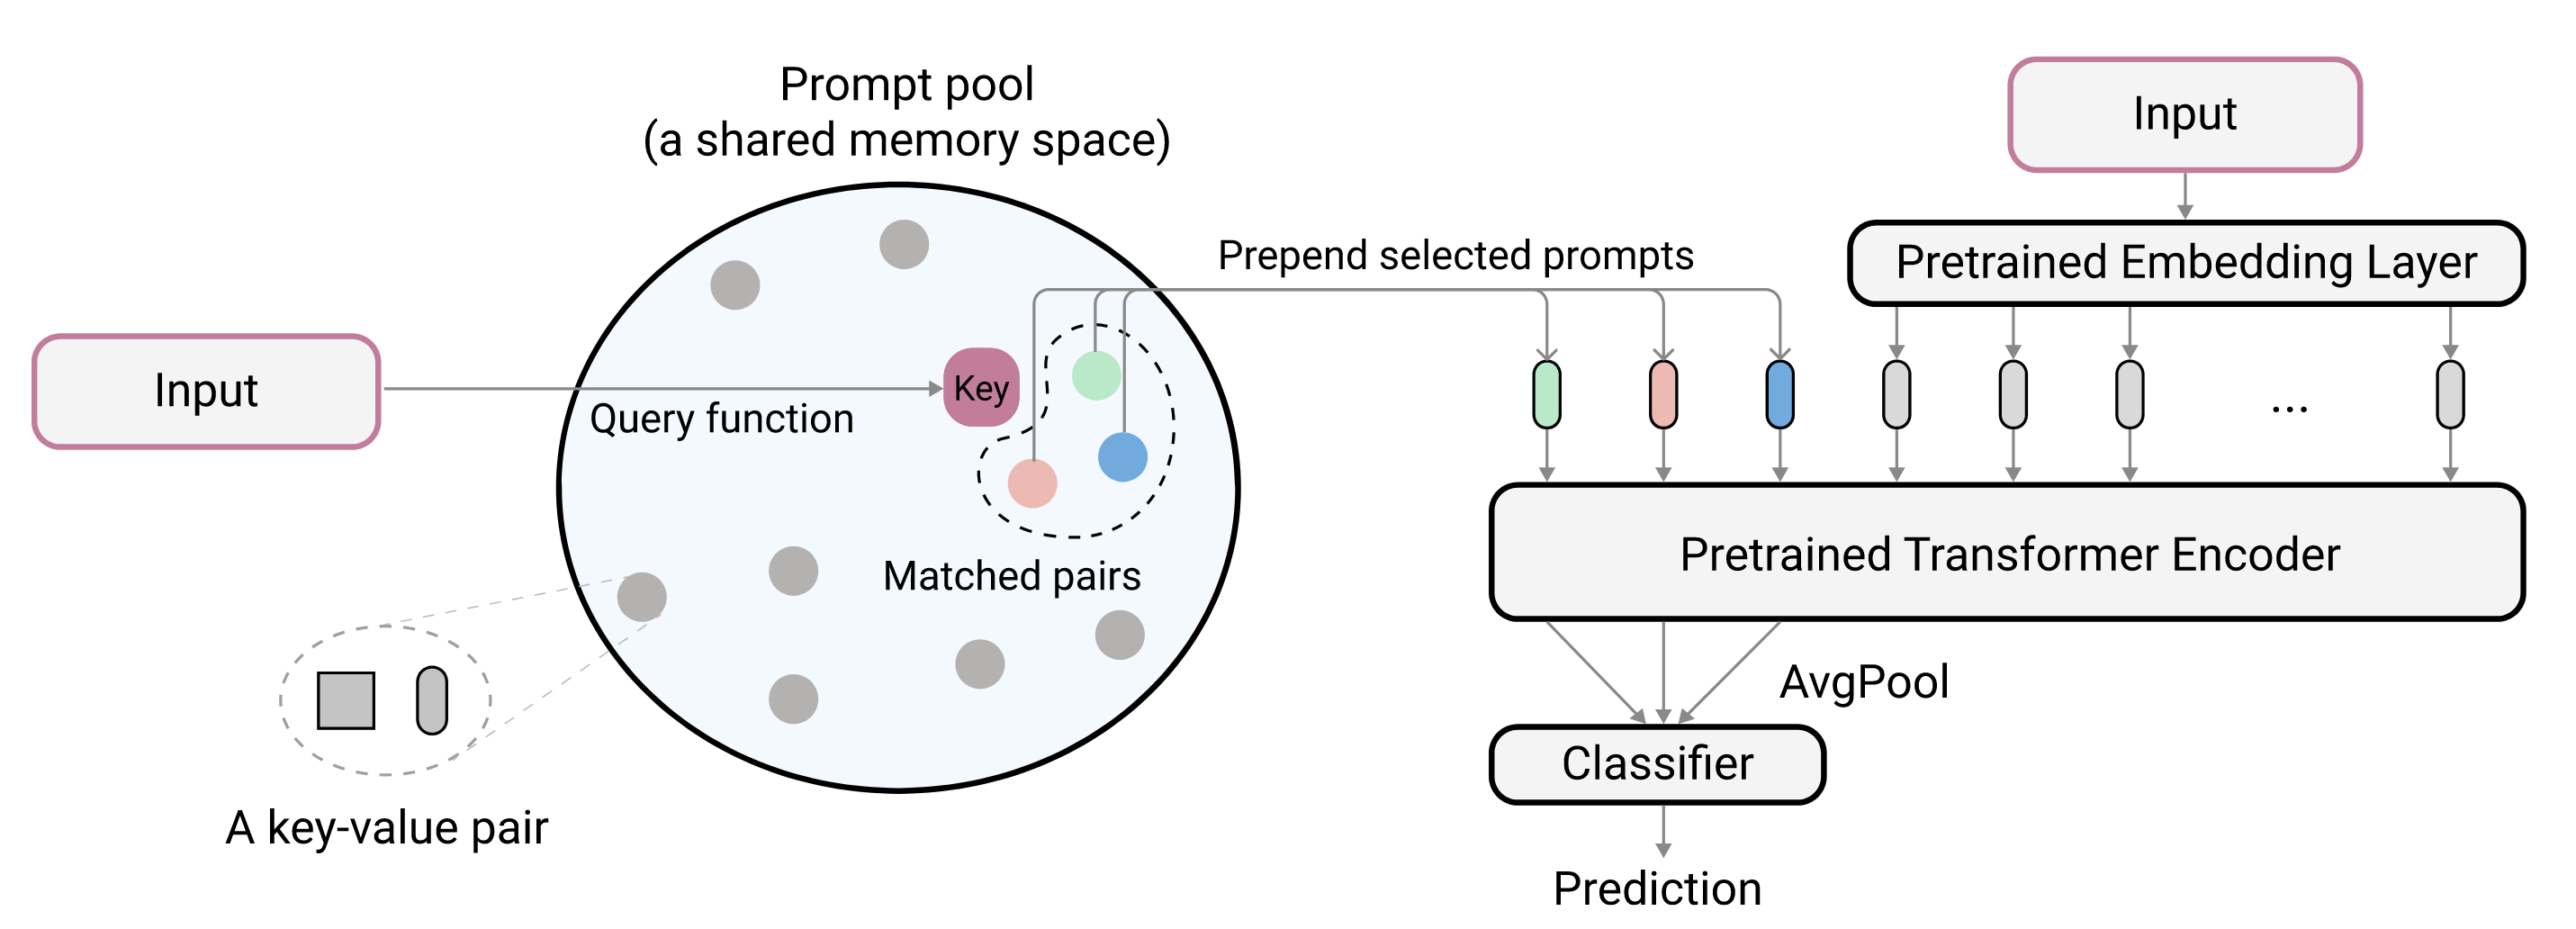 Prompt pool
(a shared memory space)
Input
Query function
Key
Matched pairs
A key-value pair
Prepend selected prompts
Input
Pretrained Embedding Layer
...
Pretrained Transformer Encoder
AvgPool
Classifier
Prediction